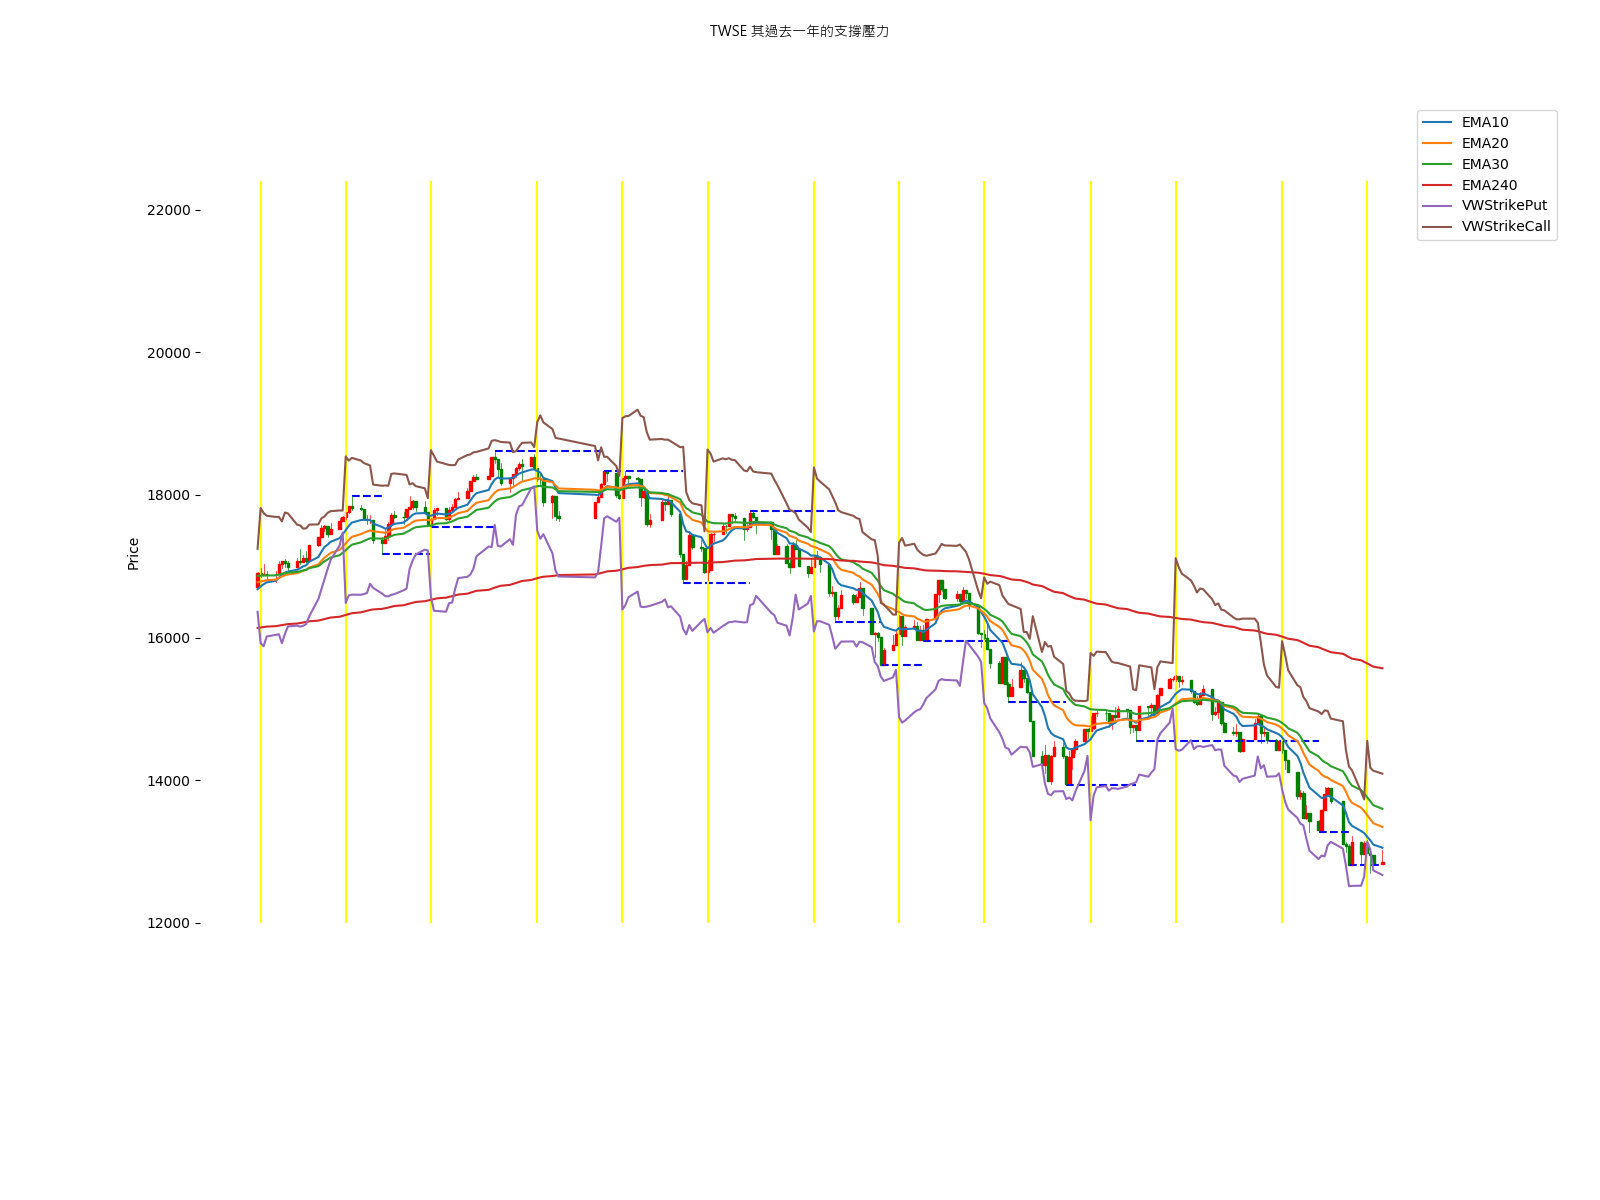 TWSE 其過去一年的支撐壓力
EMA10
EMA20
EMA30
EMA240
VWStrikePut
VWStrikeCall
22000
20000
18000
16000
14000
12000
Price